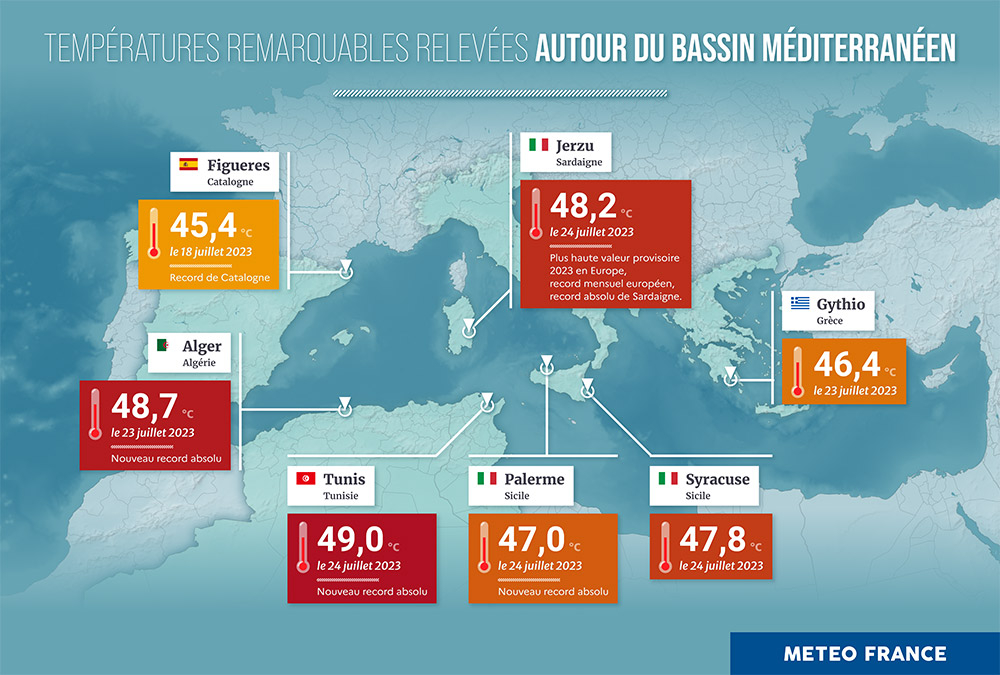 TEMPÉRATURES REMARQUABLES RELEVÉES AUTOUR DU BASSIN MÉDITERRANÉEN
Figueres
Catalogne
45,4 °C
le 18 juillet 2023
Record de Catalogne
Jerzu
Sardaigne
48,2 °C
le 24 juillet 2023
Plus haute valeur provisoire
2023 en Europe,
record mensuel européen,
record absolu de Sardaigne.
Gythio
Grèce
46,4 °C
le 23 juillet 2023
Alger
Algérie
48,7 °C
le 23 juillet 2023
Nouveau record absolu
Tunis
Tunisie
49,0 °C
le 24 juillet 2023
Nouveau record absolu
Palerme
Sicile
47,0 °C
le 24 juillet 2023
Nouveau record absolu
Syracuse
Sicile
47,8 °C
le 24 juillet 2023
METEO FRANCE